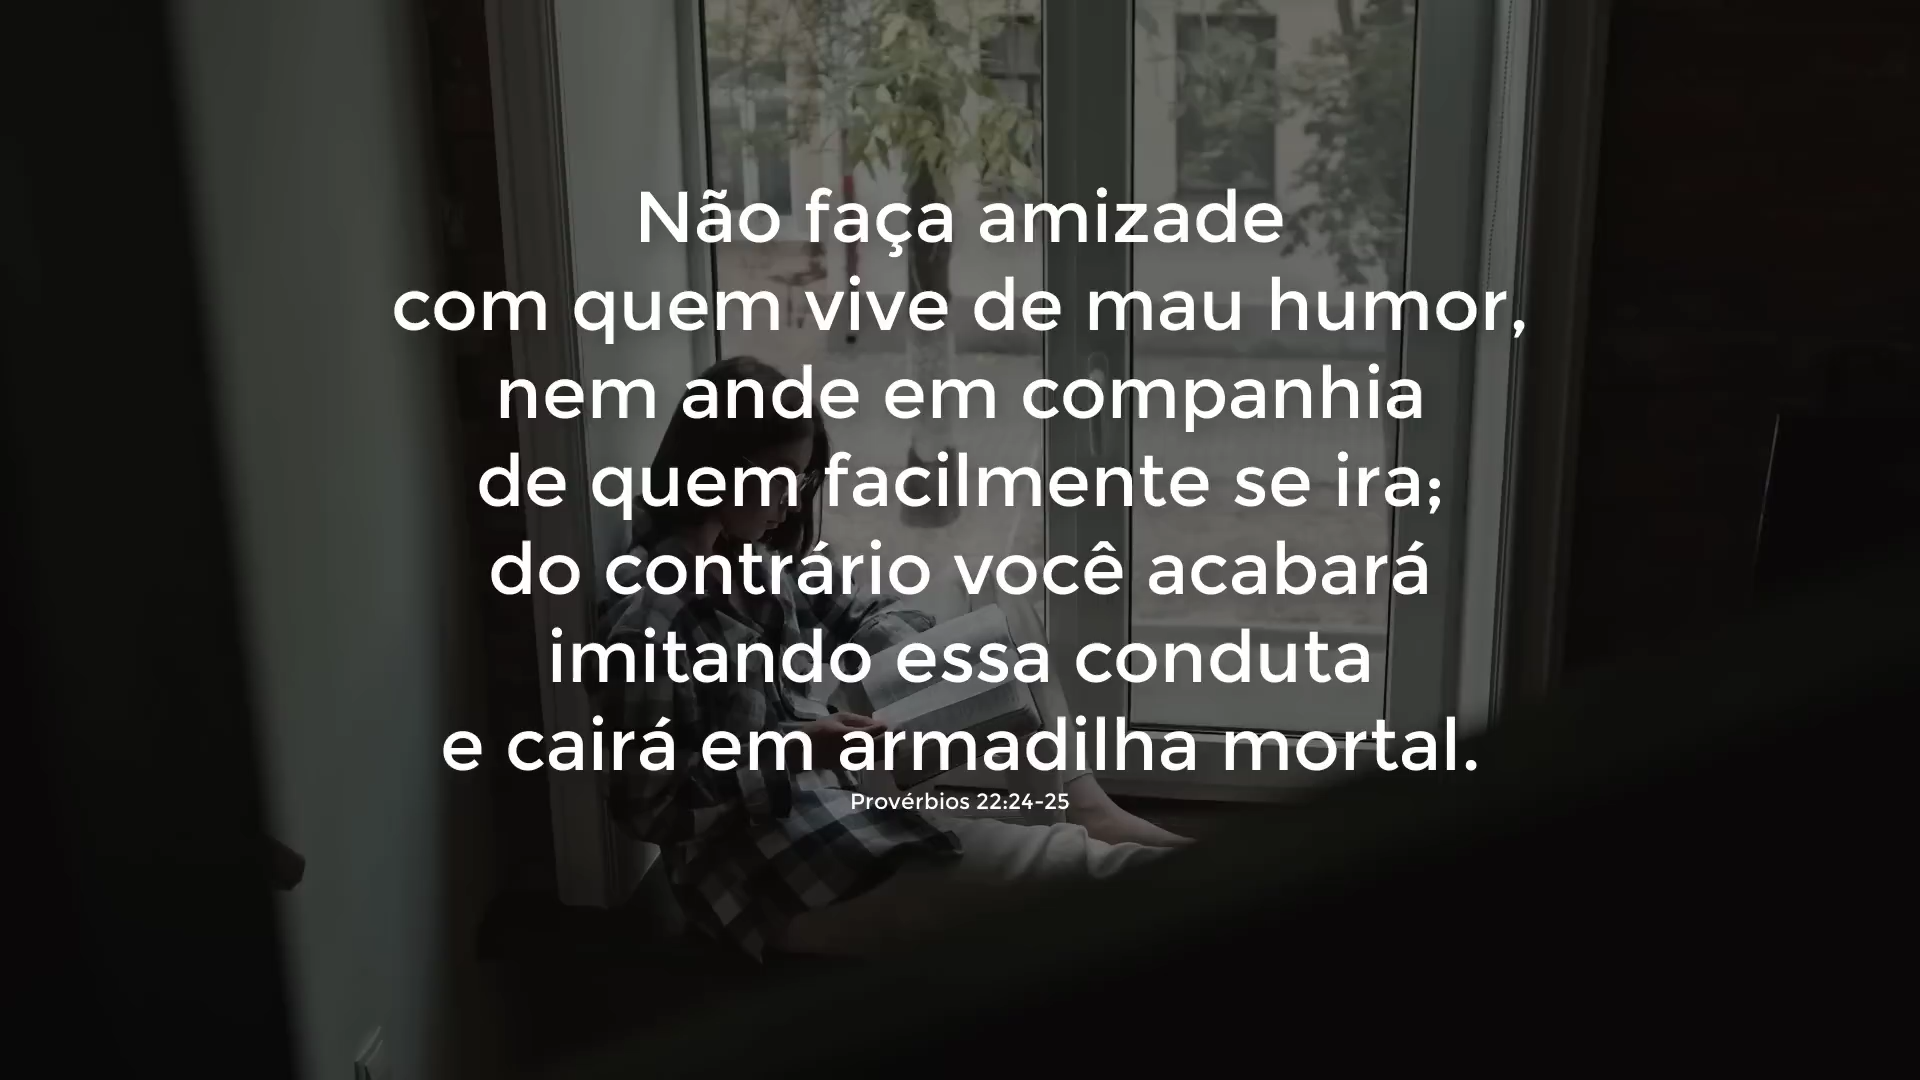 Não faça amizade
com quem vive de mau humor,
nem ande em companhia
de quem facilmente se ira;
do contrário você acabará
imitando essa conduta
e cairá em armadilha mortal.
Provérbios 22:24-25